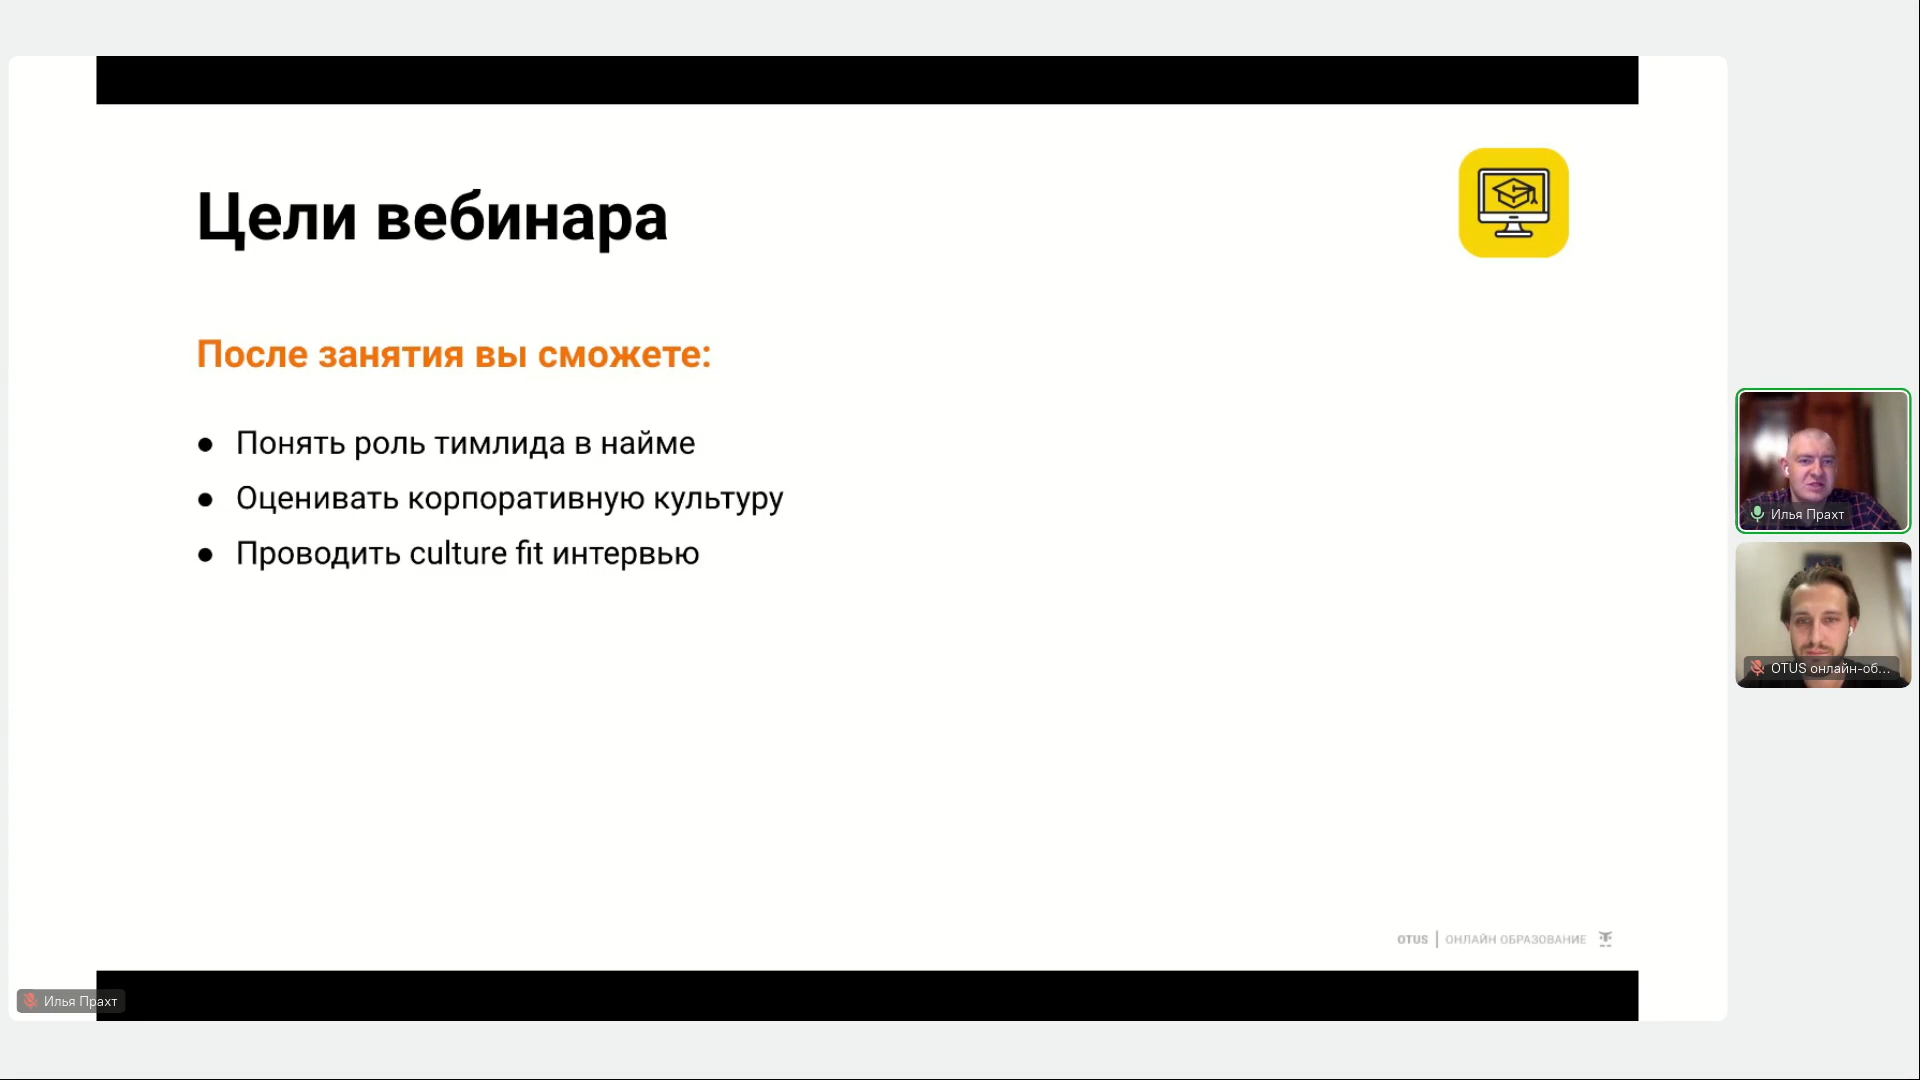 Цели вебинара
После занятия вы сможете:
● Понять роль тимлида в найме
● Оценивать корпоративную культуру
● Проводить culture fit интервью
OTUS | ОНЛАЙН ОБРАЗОВАНИЕ
Илья Прахт
Илья Прахт
OTUS онлайн-об...